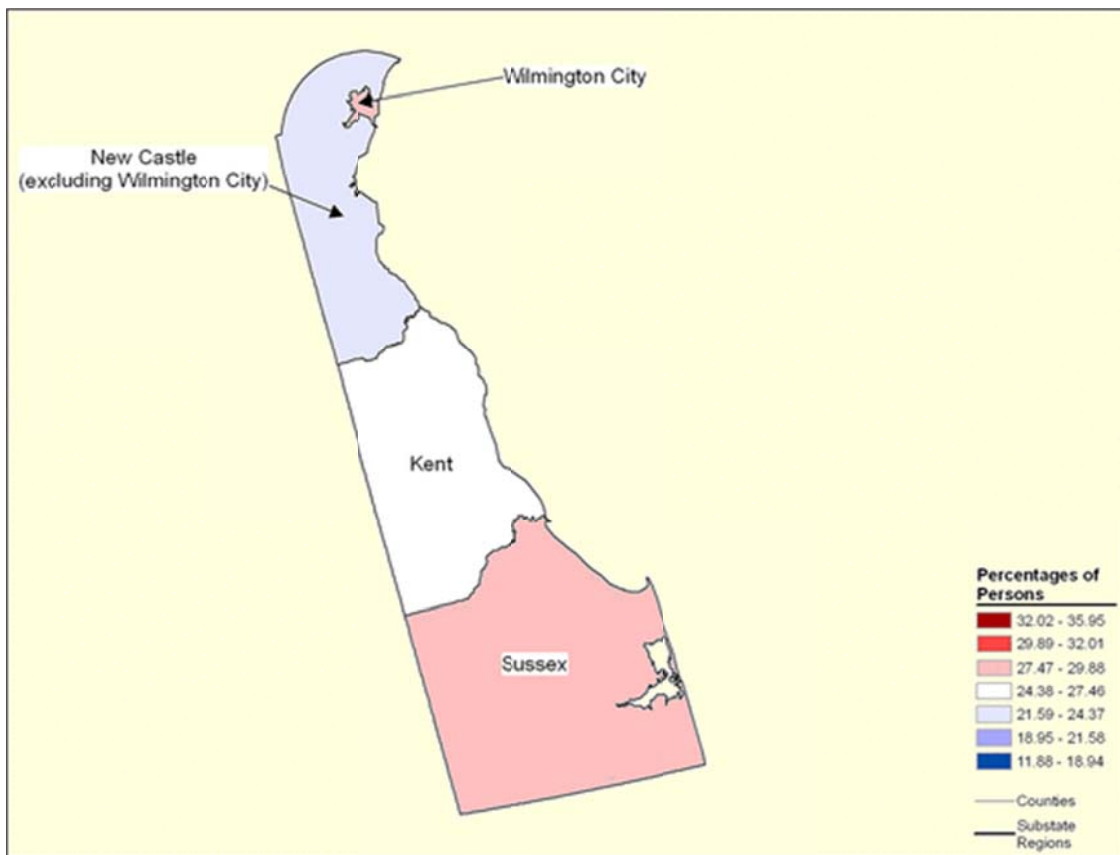 Wilmington City
New Castle
(excluding Wilmington City)
Kent
Sussex
Percentages of
Persons
32.02 - 35.95
29.89 - 32.01
27.47 - 29.88
24.38 - 27.46
21.59 - 24.37
18.95 - 21.58
11.88 - 18.94
Counties
Substate
Regions